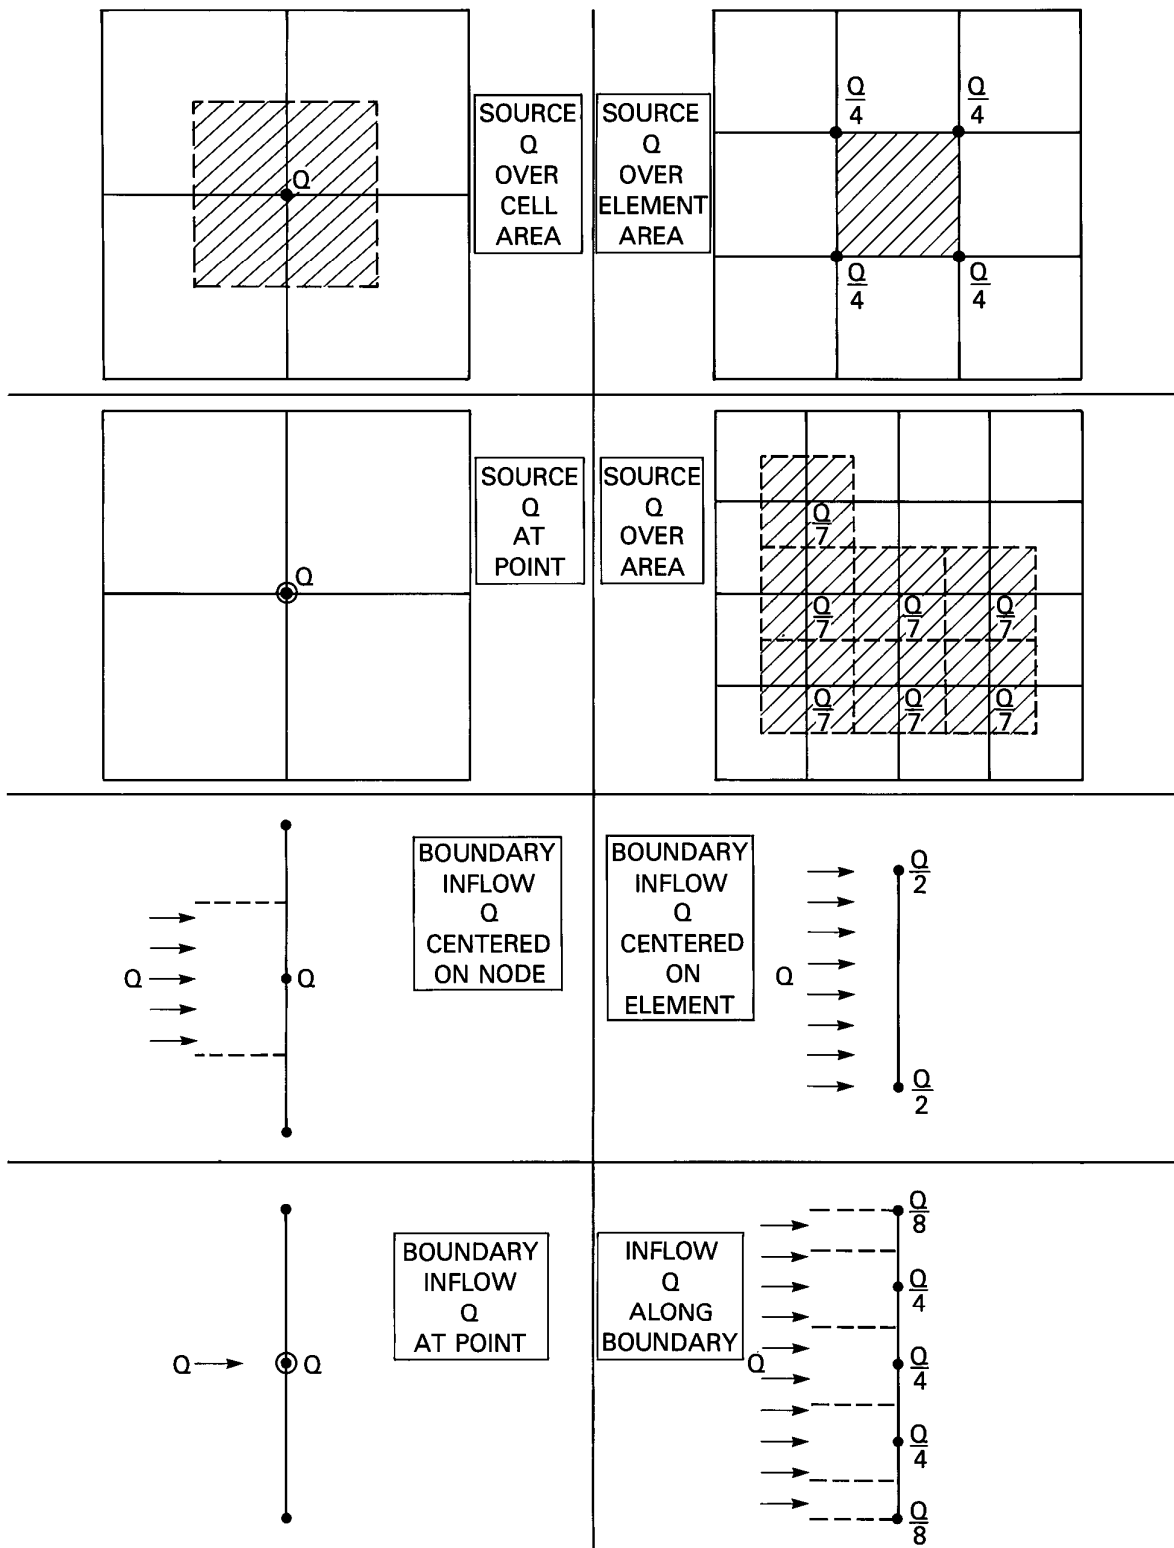 Q
SOURCE
Q
OVER
CELL
AREA
SOURCE
Q
OVER
ELEMENT
AREA
Q/4
Q/4
Q/4
Q/4
Q
SOURCE
Q
AT
POINT
SOURCE
Q
OVER
AREA
Q/7
Q/7
Q/7
Q/7
Q/7
Q/7
Q/7
Q
Q
BOUNDARY
INFLOW
Q
CENTERED
ON NODE
BOUNDARY
INFLOW
Q
CENTERED
ON
ELEMENT
Q
Q/2
Q/2
Q
Q
BOUNDARY
INFLOW
Q
AT POINT
INFLOW
Q
ALONG
BOUNDARY
Q
Q/8
Q/4
Q/4
Q/4
Q/8